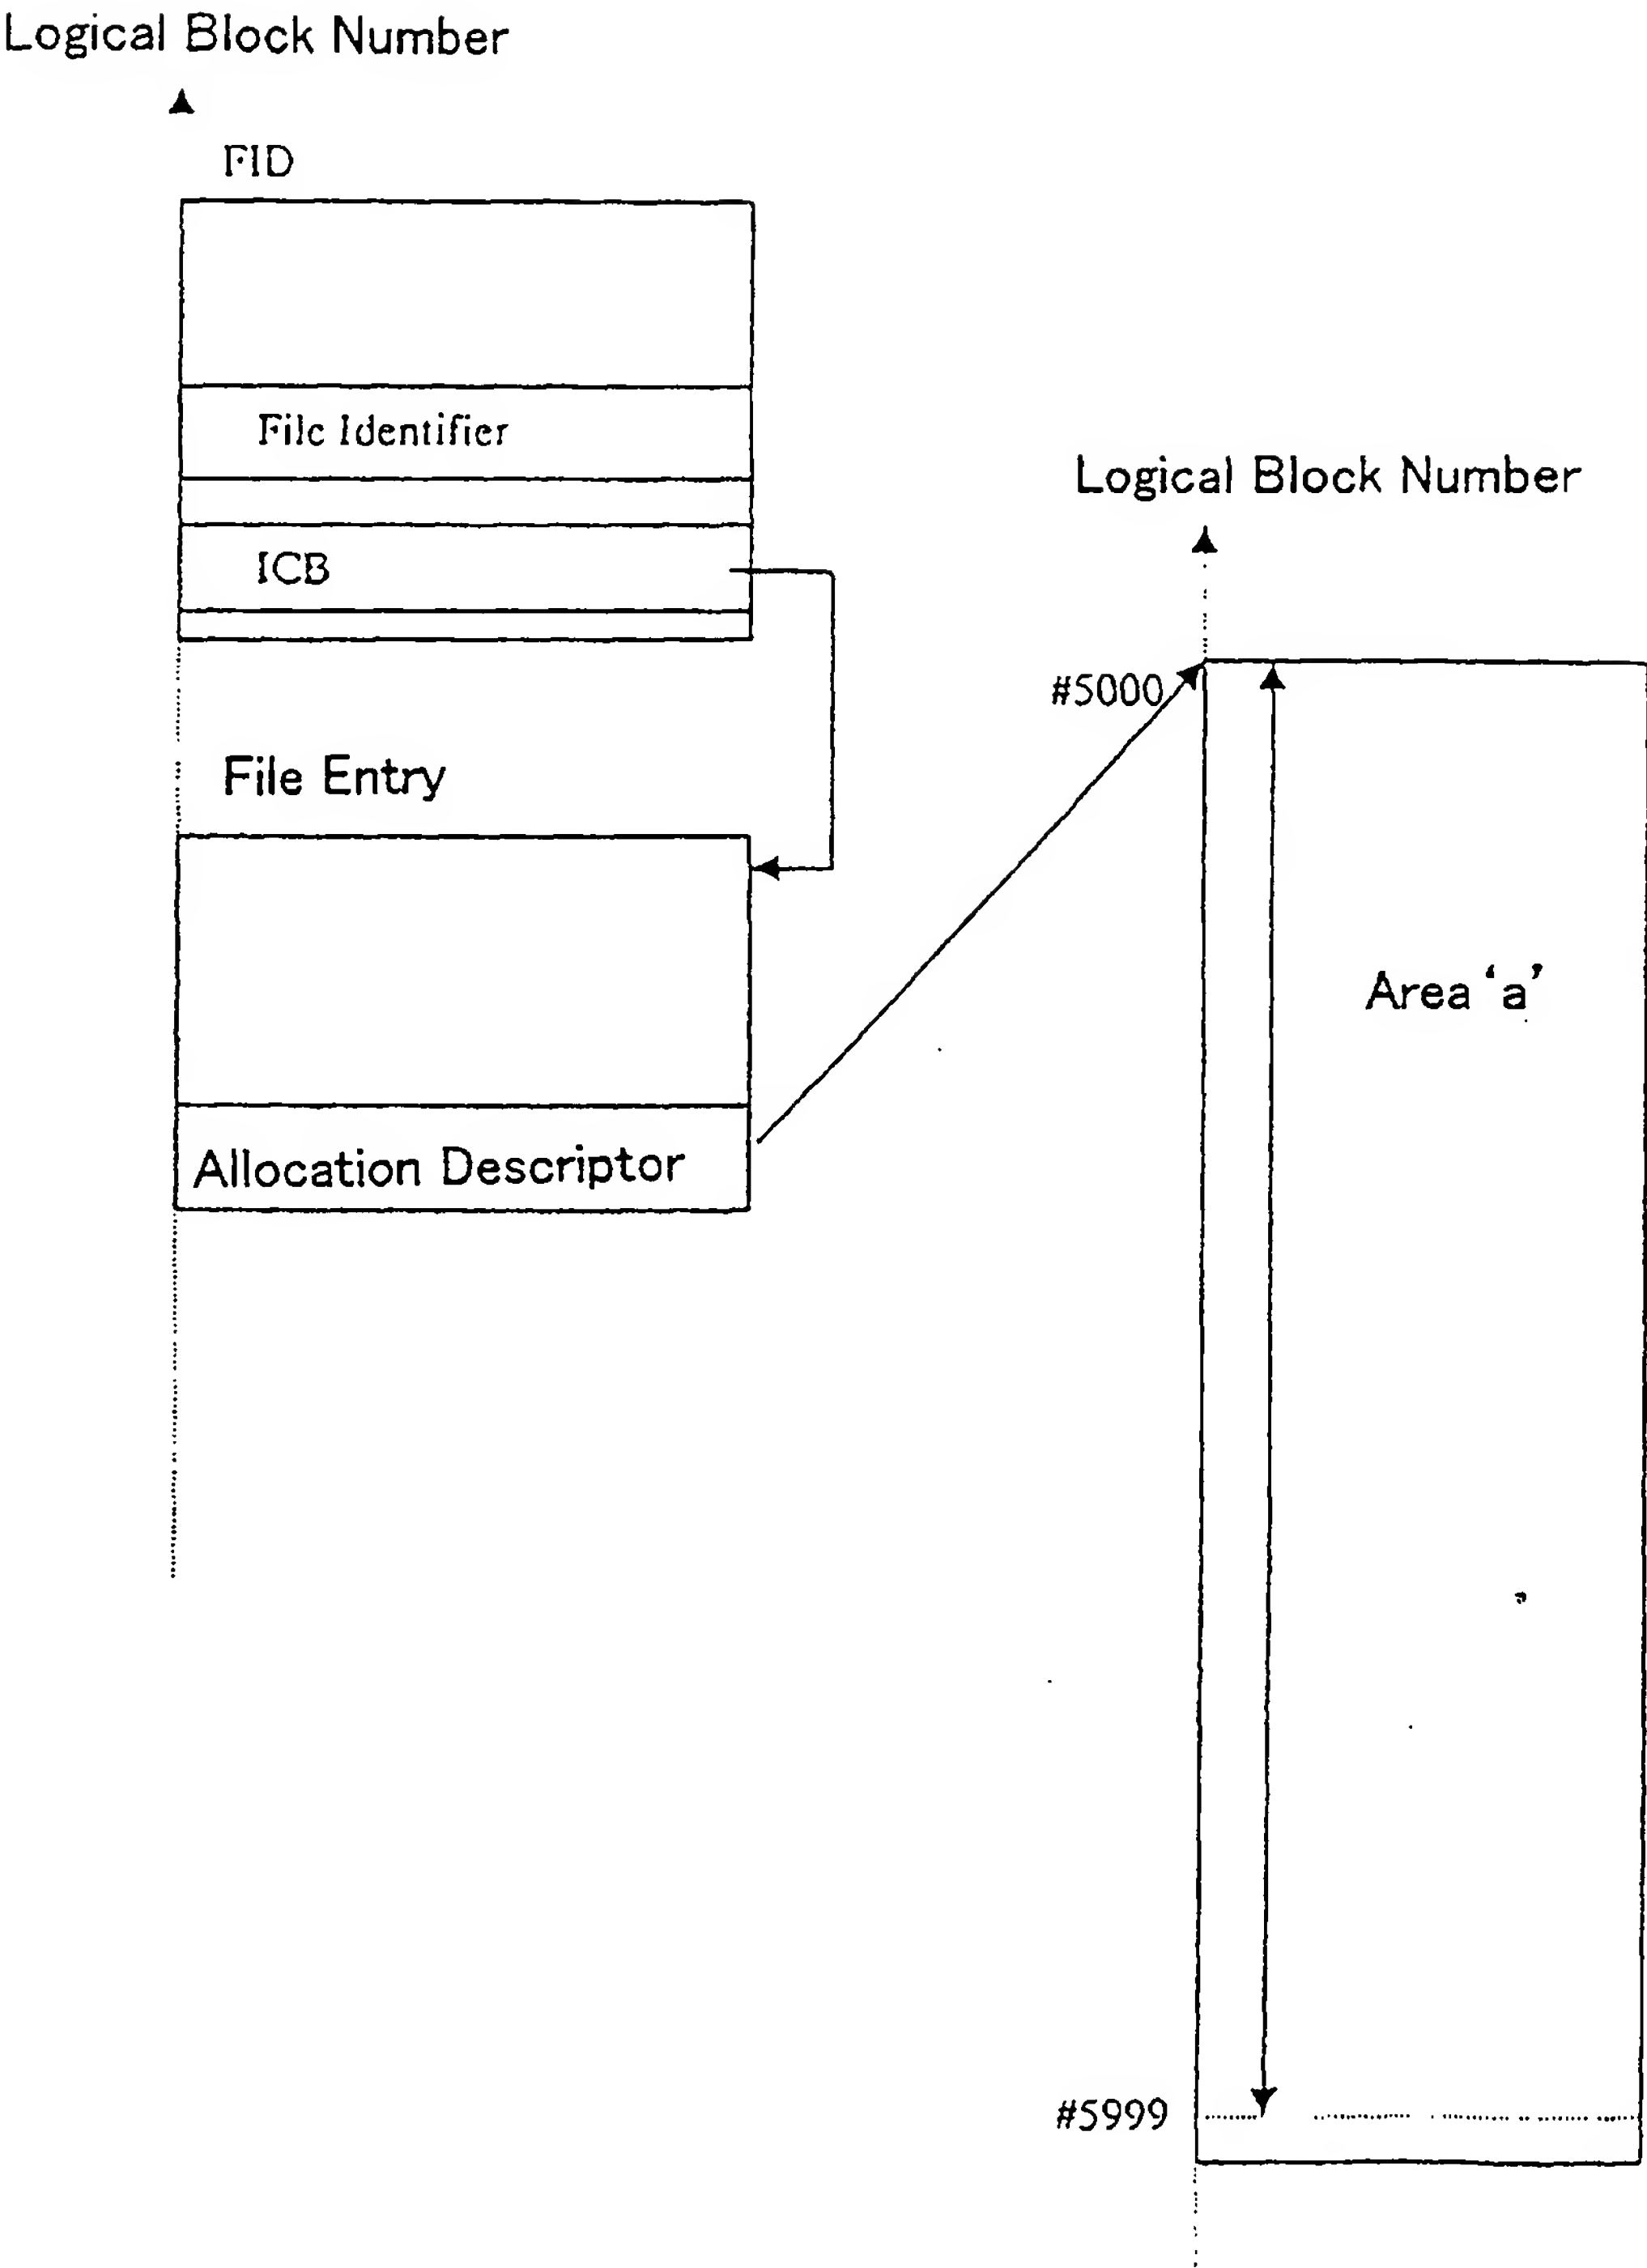 Logical Block Number
FID
File Identifier
ICB
File Entry
Allocation Descriptor
Logical Block Number
#5000
Area 'a'
#5999